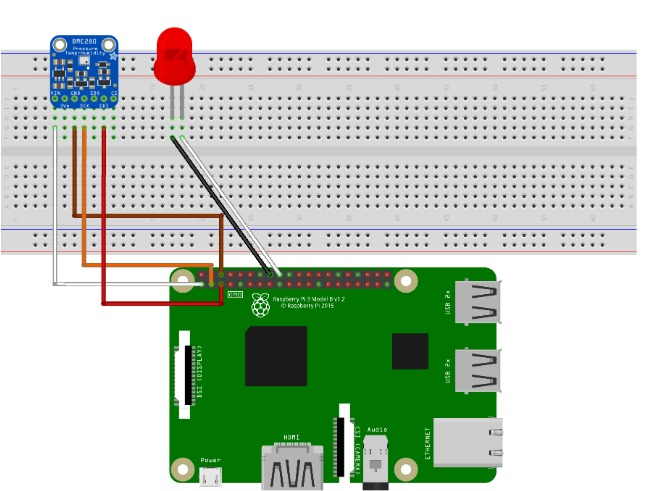 BME280
Pressure
Temp+Humidity
VIN GND SDO CS
3Vo SCK SDI
GPIO
Raspberry Pi 3 Model B v1.2
© Raspberry Pi 2015
USB 2x
DSI (DISPLAY)
USB 2x
Power
HDMI
CSI (CAMERA)
Audio
ETHERNET